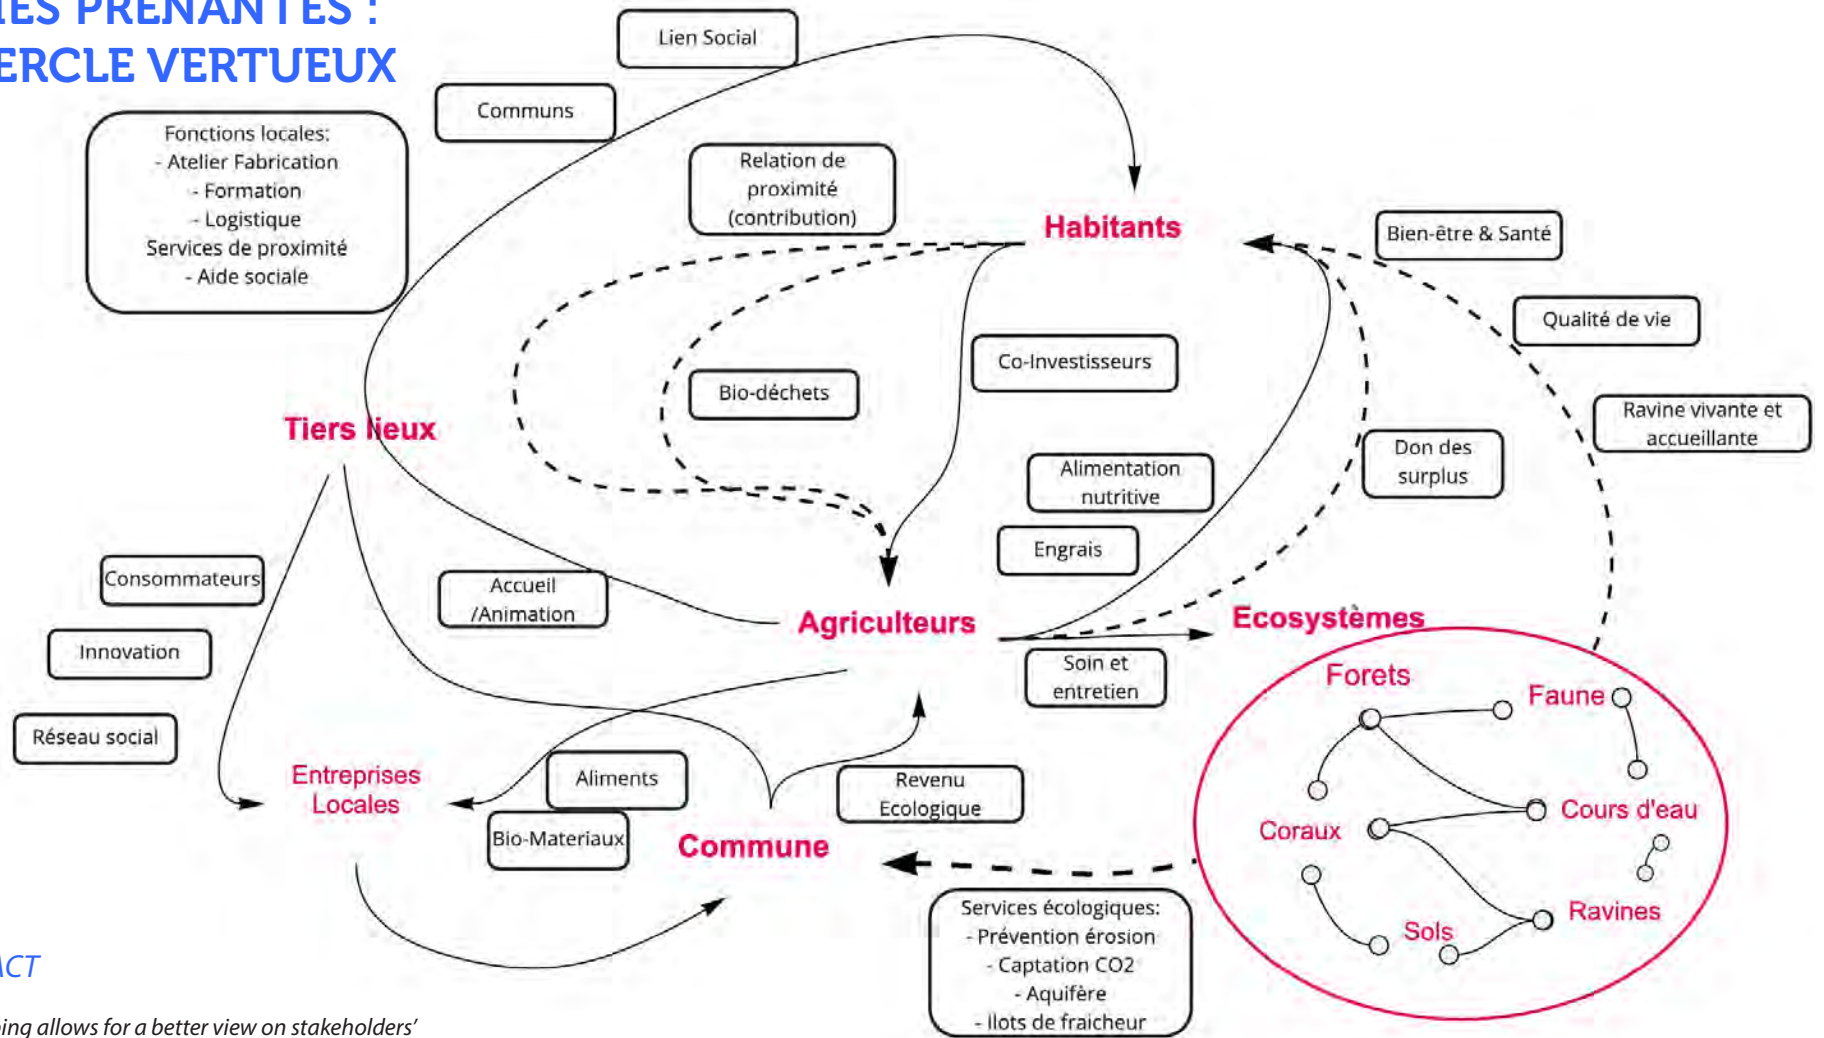 IES PRENANTES :
ERCLE VERTUEUX
Lien Social
Communs
Fonctions locales:
- Atelier Fabrication
- Formation
- Logistique
Services de proximité
- Aide sociale
Relation de
proximité
(contribution)
Habitants
Bien-être & Santé
Qualité de vie
Co-Investisseurs
Bio-déchets
Ravine vivante et
accueillante
Tiers lieux
Don des
surplus
Alimentation
nutritive
Engrais
Consommateurs
Accueil
/Animation
Agriculteurs
Ecosystèmes
Innovation
Soin et
entretien
Forets
Faune
Réseau social
Entreprises
Locales
Aliments
Revenu
Ecologique
Bio-Materiaux
Commune
Coraux
Cours d'eau
Services écologiques:
- Prévention érosion
- Captation CO2
- Aquifère
- Ilots de fraicheur
Sols
Ravines
ACT
ing allows for a better view on stakeholders’